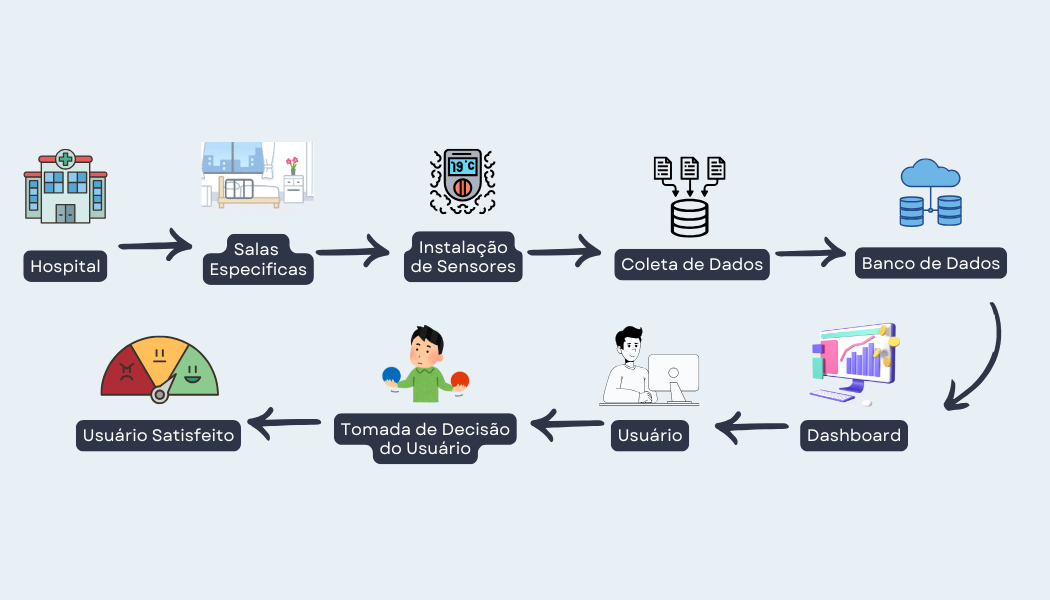 19°C
Hospital
Salas
Especificas
Instalação
de Sensores
Coleta de Dados
Banco de Dados
Usuário Satisfeito
Tomada de Decisão
do Usuário
Usuário
Dashboard